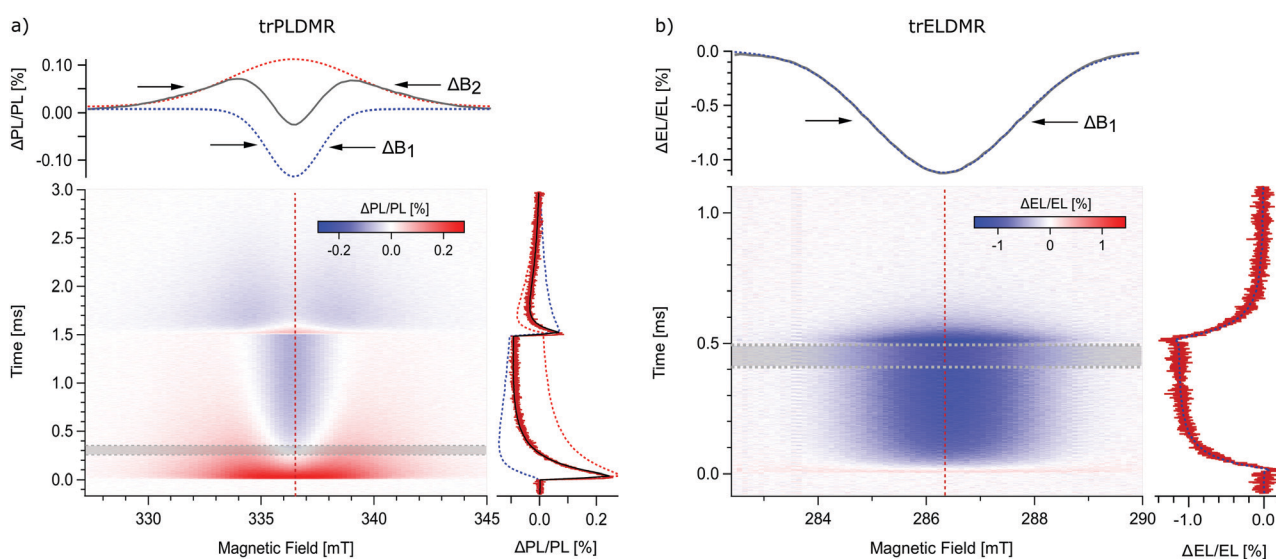 a) trPLDMR
ΔPL/PL [%]
0.10
0.00
-0.10
ΔB2
ΔB1
3.0
2.5
2.0
1.5
1.0
0.5
0.0
Time [ms]
ΔPL/PL [%]
-0.2 0.0 0.2
330 335 340 345
Magnetic Field [mT]
0.0 0.2
ΔPL/PL [%]
b) trELDMR
ΔEL/EL [%]
0.0
-0.5
-1.0
ΔB1
1.0
0.5
0.0
Time [ms]
ΔEL/EL [%]
-1 0 1
284 286 288 290
Magnetic Field [mT]
-1.0 0.0
ΔEL/EL [%]